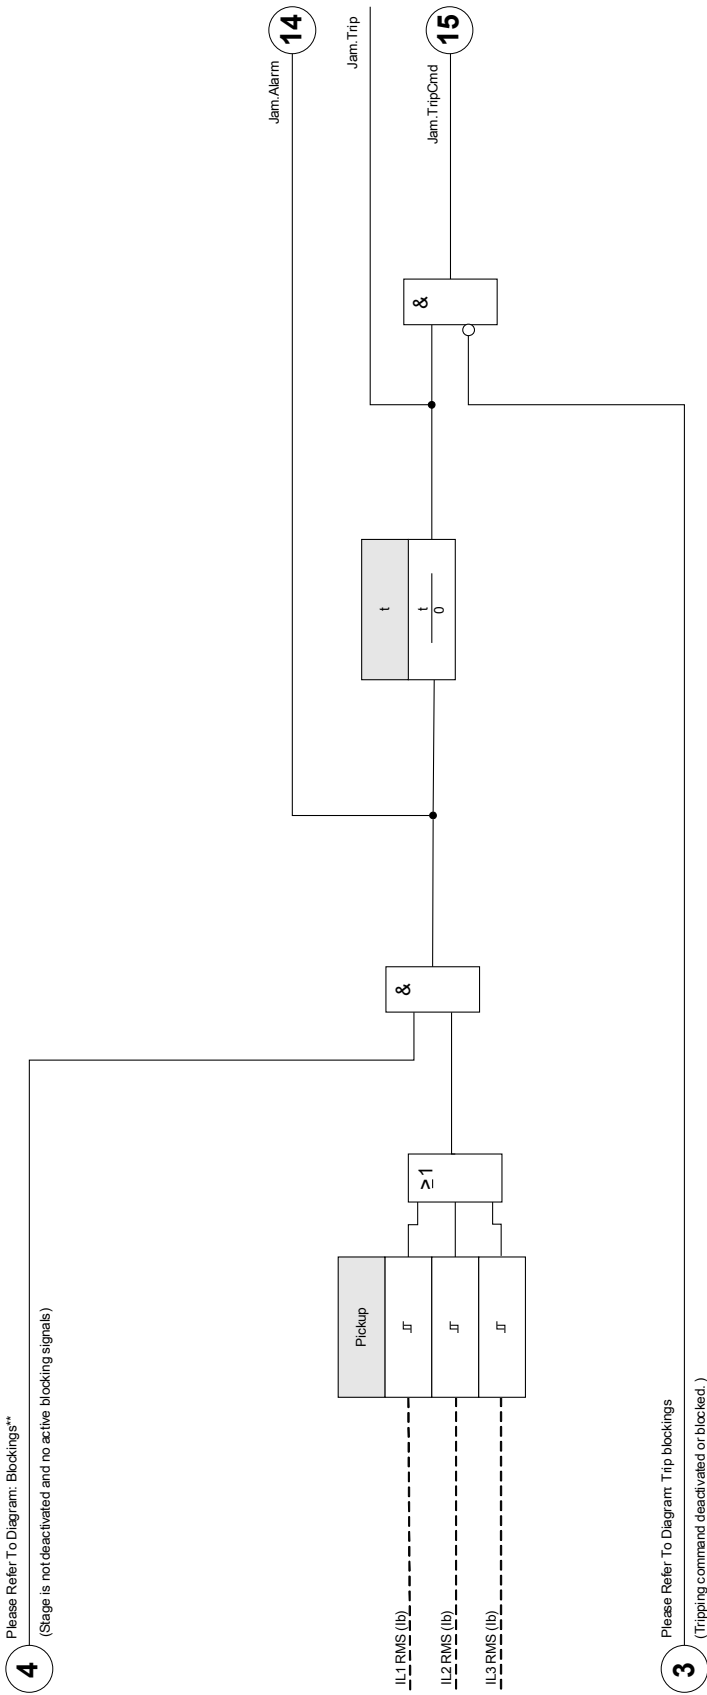 4
Please Refer To Diagram: Blockings**
(Stage is not deactivated and no active blocking signals)
IL1 RMS (Ib)
IL2 RMS (Ib)
IL3 RMS (Ib)
Pickup
≥1
&
t
t
0
&
Jam.Alarm
14
Jam.Trip
Jam.TripCmd
15
3
Please Refer To Diagram: Trip blockings
(Tripping command deactivated or blocked. )